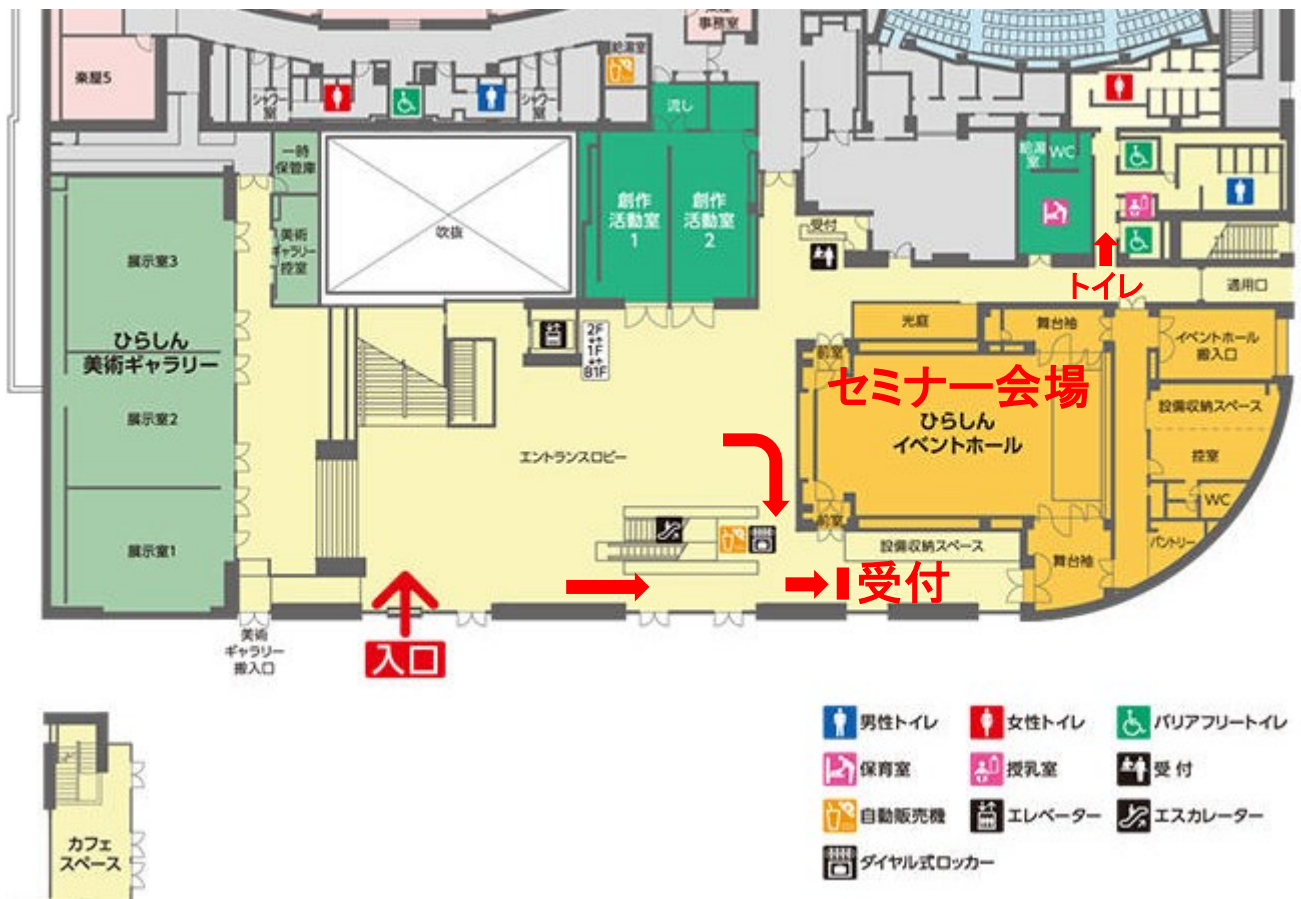 事務室
給湯室
楽屋5
シャワー室
シャワー室
流し
一時
保管庫
給湯室
WC
創作
活動室
1
創作
活動室
2
美術
ギャラリー
控室
吹抜
受付
展示室3
トイレ
通用口
光庭
舞台袖
2F
1F
B1F
ひらしん
美術ギャラリー
前室
イベントホール
搬入口
セミナー会場
ひらしん
イベントホール
設備収納スペース
展示室2
エントランスロビー
控室
WC
前室
パントリー
展示室1
設備収納スペース
舞台袖
受付
美術
ギャラリー
搬入口
入口
男性トイレ
女性トイレ
バリアフリートイレ
保育室
授乳室
受付
自動販売機
エレベーター
エスカレーター
ダイヤル式ロッカー
カフェ
スペース